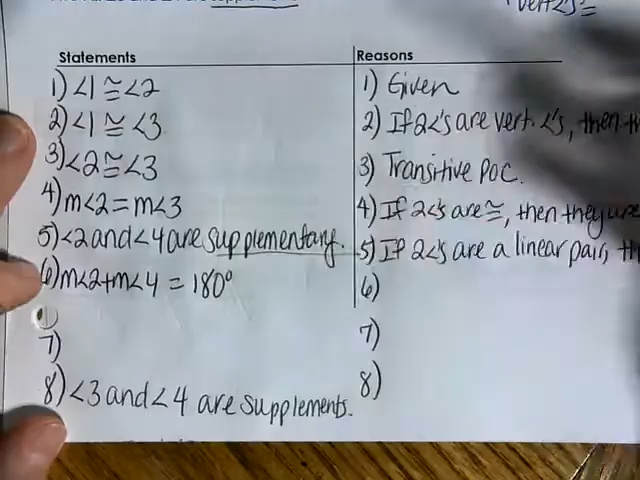 vert ∠'s ≅
Statements Reasons
1) ∠1 ≅ ∠2 1) Given
2) ∠1 ≅ ∠3 2) If 2∠'s are vert. ∠'s, then
3) ∠2 ≅ ∠3 3) Transitive POC.
4) m∠2 = m∠3 4) If 2∠'s are ≅, then they are
5) ∠2 and ∠4 are supplementary. 5) If 2∠'s are a linear pair,
6) m∠2+m∠4 = 180° 6)
7) 7)
8) ∠3 and ∠4 are supplements. 8)